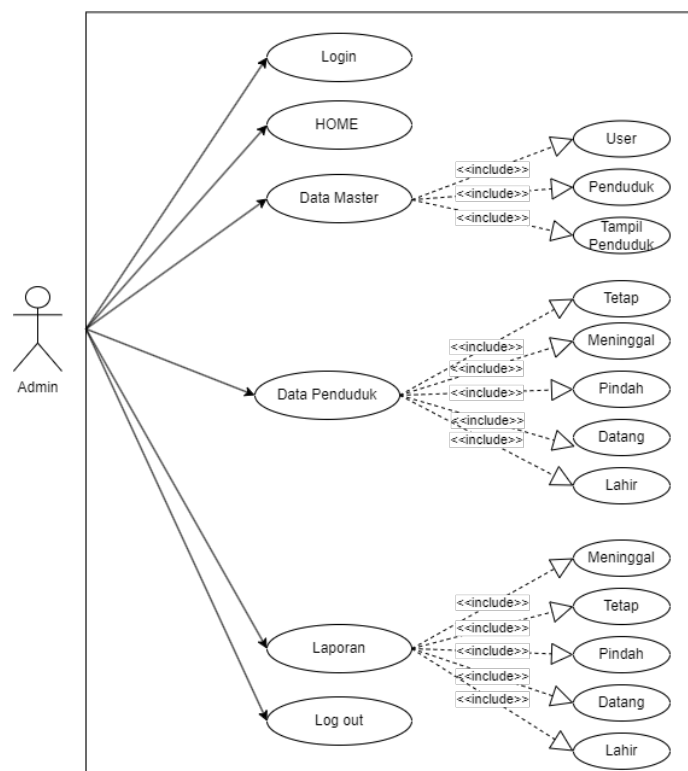 Login
HOME
Data Master
<<include>>
<<include>>
<<include>>
User
Penduduk
Tampil
Penduduk
Admin
Data Penduduk
<<include>>
<<include>>
<<include>>
<<include>>
<<include>>
Tetap
Meninggal
Pindah
Datang
Lahir
Laporan
<<include>>
<<include>>
<<include>>
<<include>>
<<include>>
Meninggal
Tetap
Pindah
Datang
Lahir
Log out